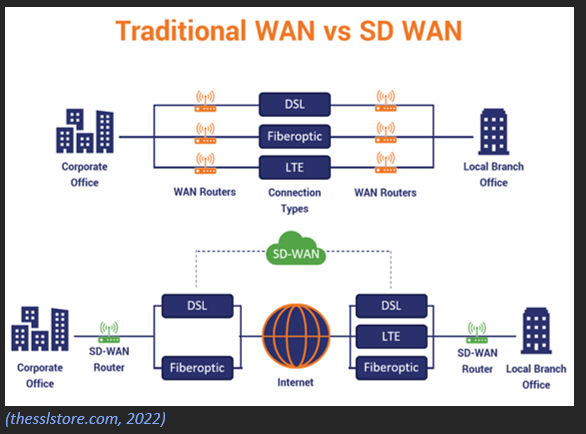 Traditional WAN vs SD WAN
DSL
Fiberoptic
LTE
Corporate
Office
WAN Routers
Connection
Types
WAN Routers
Local Branch
Office
SD-WAN
DSL
Fiberoptic
DSL
LTE
Fiberoptic
Corporate
Office
SD-WAN
Router
Internet
SD-WAN
Router
Local Branch
Office
(thesslstore.com, 2022)